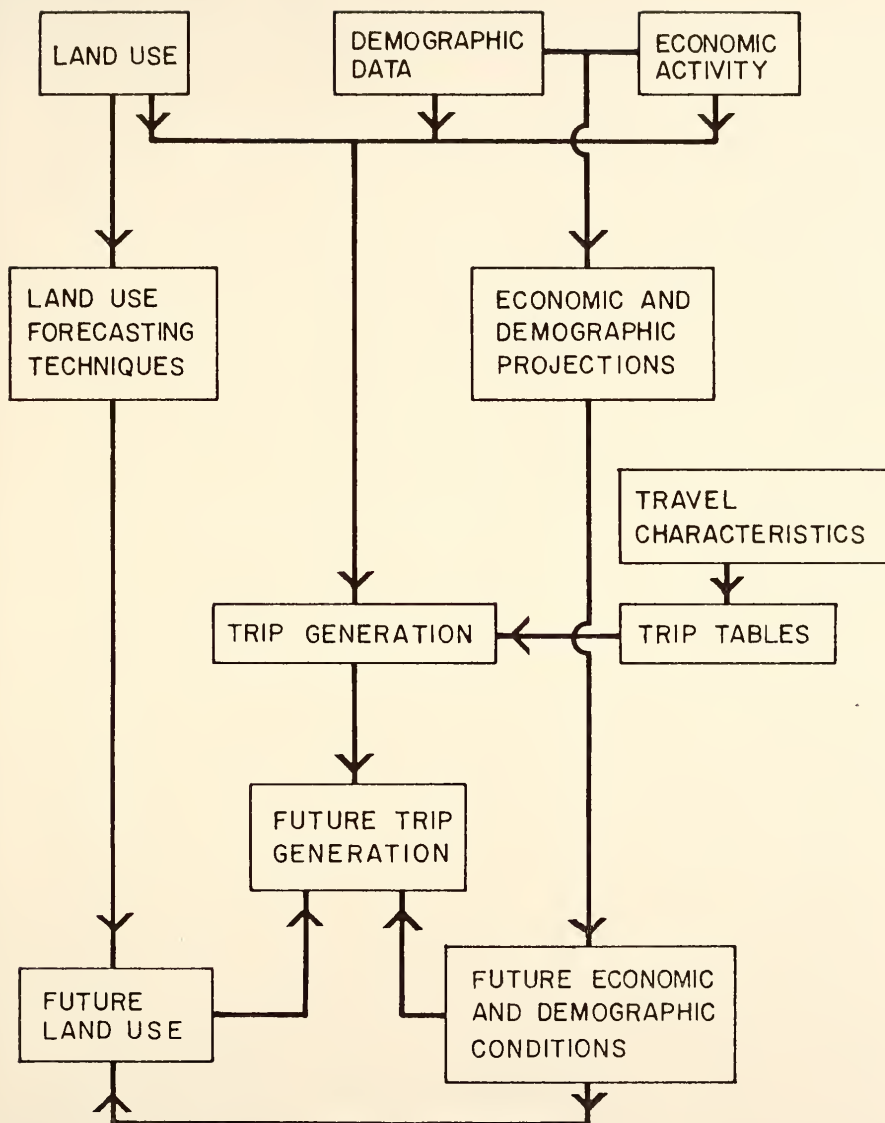 LAND USE
DEMOGRAPHIC
DATA
ECONOMIC
ACTIVITY
LAND USE
FORECASTING
TECHNIQUES
ECONOMIC AND
DEMOGRAPHIC
PROJECTIONS
TRAVEL
CHARACTERISTICS
TRIP GENERATION
TRIP TABLES
FUTURE TRIP
GENERATION
FUTURE
LAND USE
FUTURE ECONOMIC
AND DEMOGRAPHIC
CONDITIONS